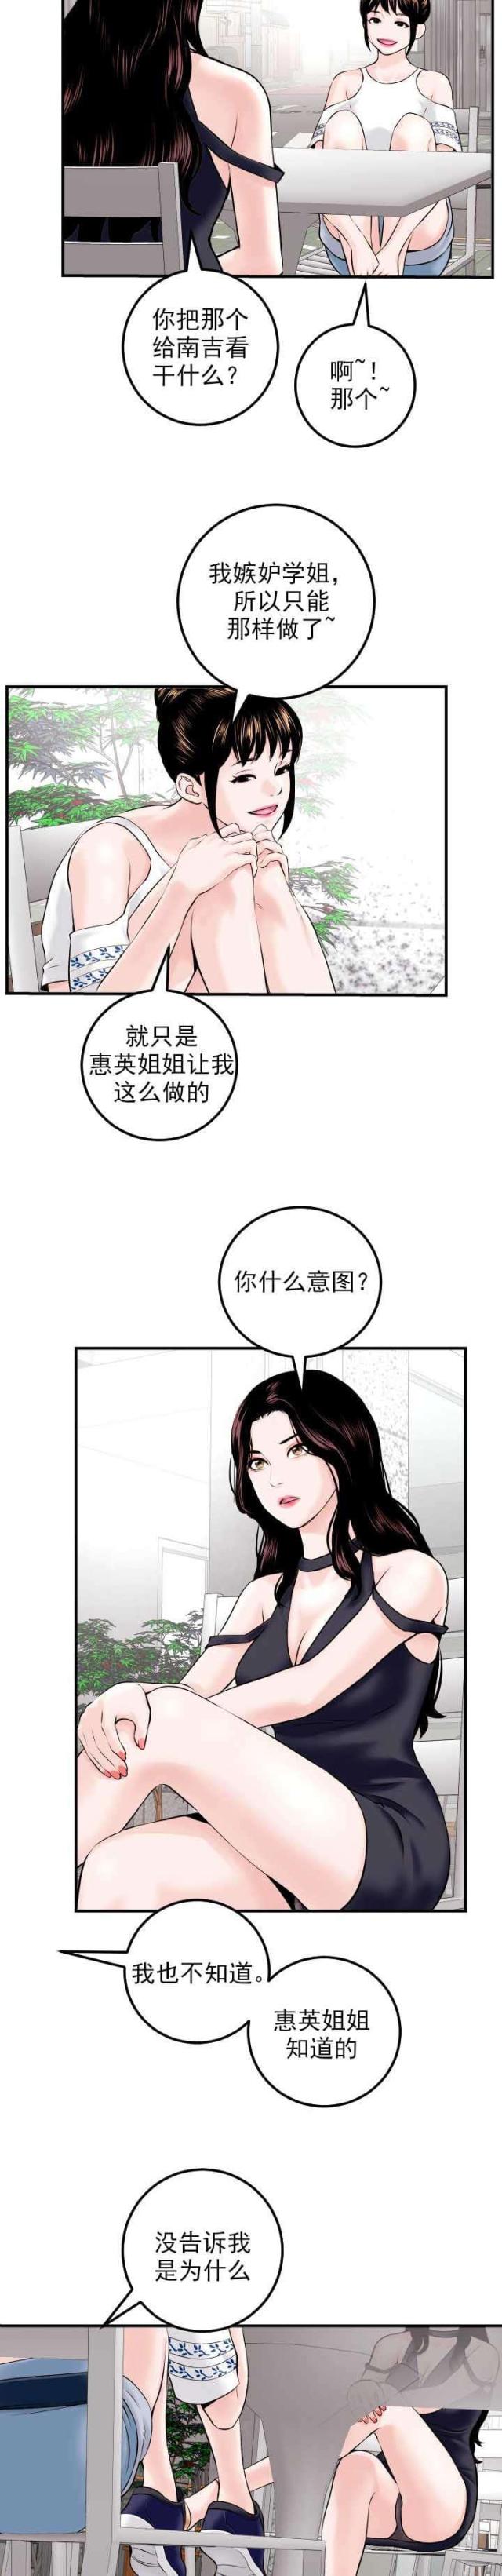 你把那个
给南吉看
干什么？
啊~！
那个~
我嫉妒学姐，
所以只能
那样做了~
就只是
惠英姐姐让我
这么做的
你什么意图？
我也不知道。
惠英姐姐
知道的
没告诉我
是为什么